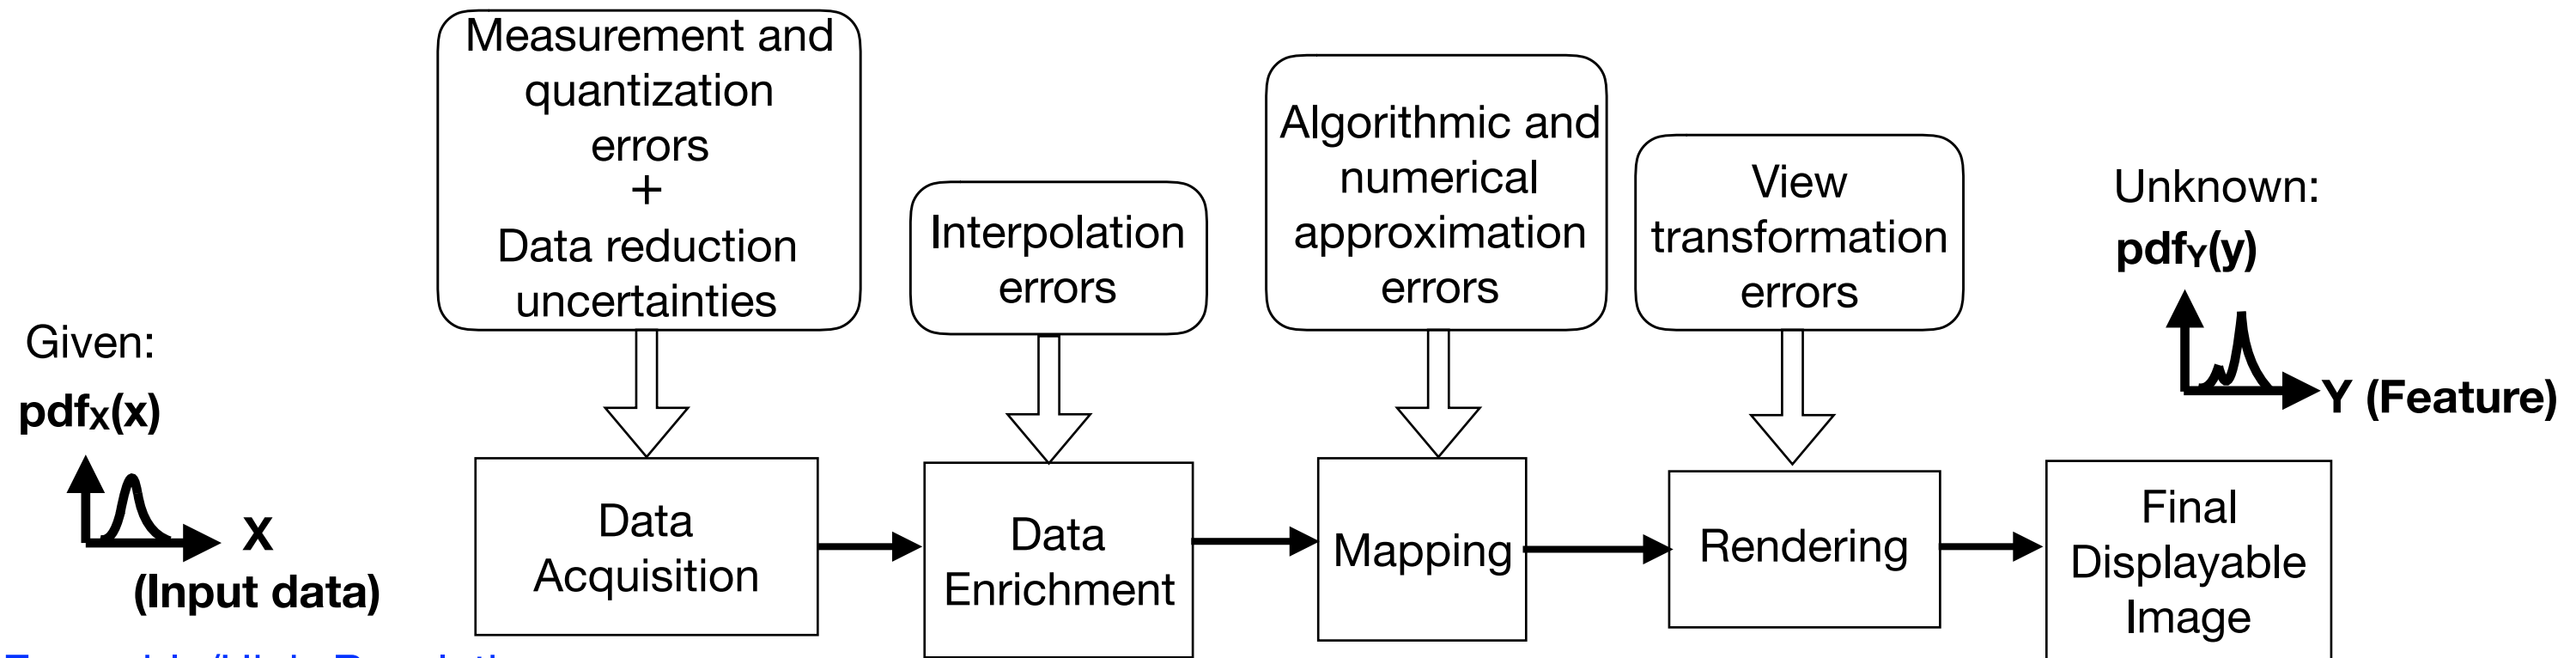 Measurement and
quantization
errors
+
Data reduction
uncertainties
Interpolation
errors
Algorithmic and
numerical
approximation
errors
View
transformation
errors
Unknown:
pdfY(y)
Y (Feature)
Given:
pdfX(x)
X
(Input data)
Data
Acquisition
Data
Enrichment
Mapping
Rendering
Final
Displayable
Image